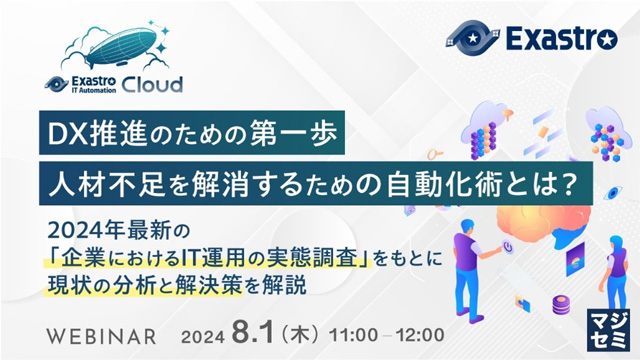 Exastro
IT Automation Cloud
Exastro
DX推進のための第一歩
人材不足を解消するための自動化術とは？
2024年最新の
「企業におけるIT運用の実態調査」をもとに
現状の分析と解決策を解説
WEBINAR 2024 8.1（木）11:00－12:00
マジセミ